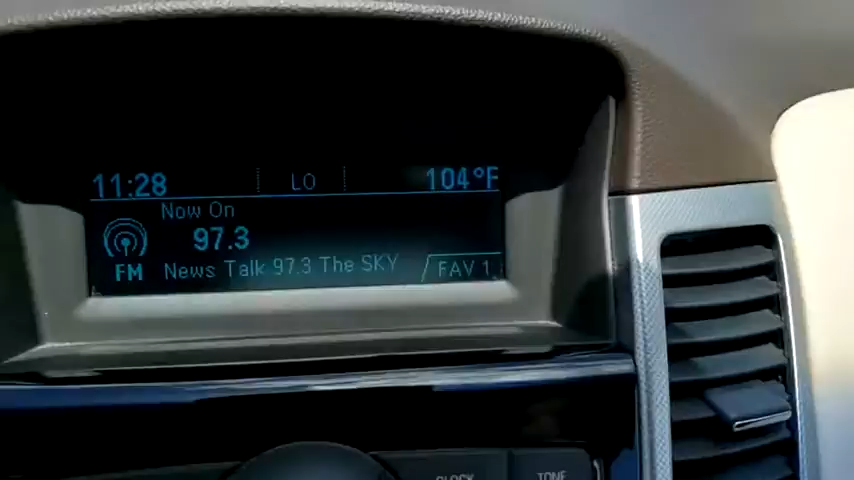 11:28 LO 104°F
Now On
97.3
FM News Talk 97.3 The SKY FAV 1
CLOCK TONE